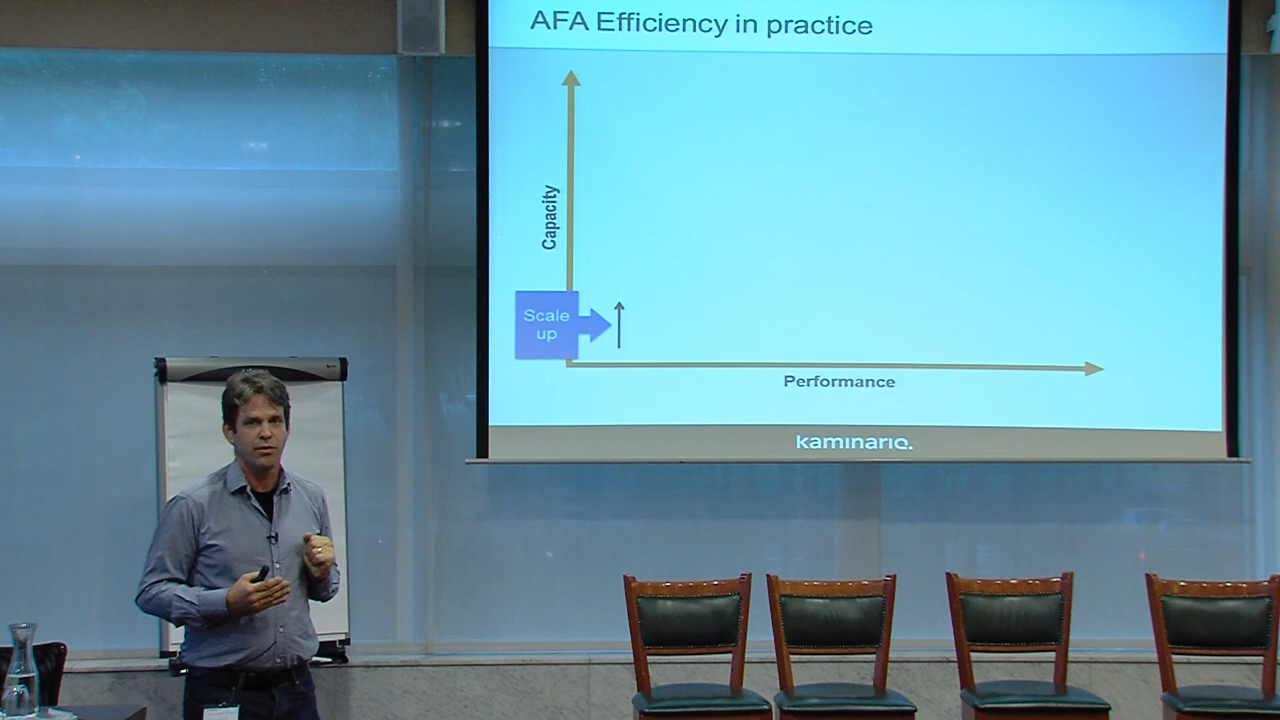 AFA Efficiency in practice
Capacity
Scale
up
Performance
kaminario.